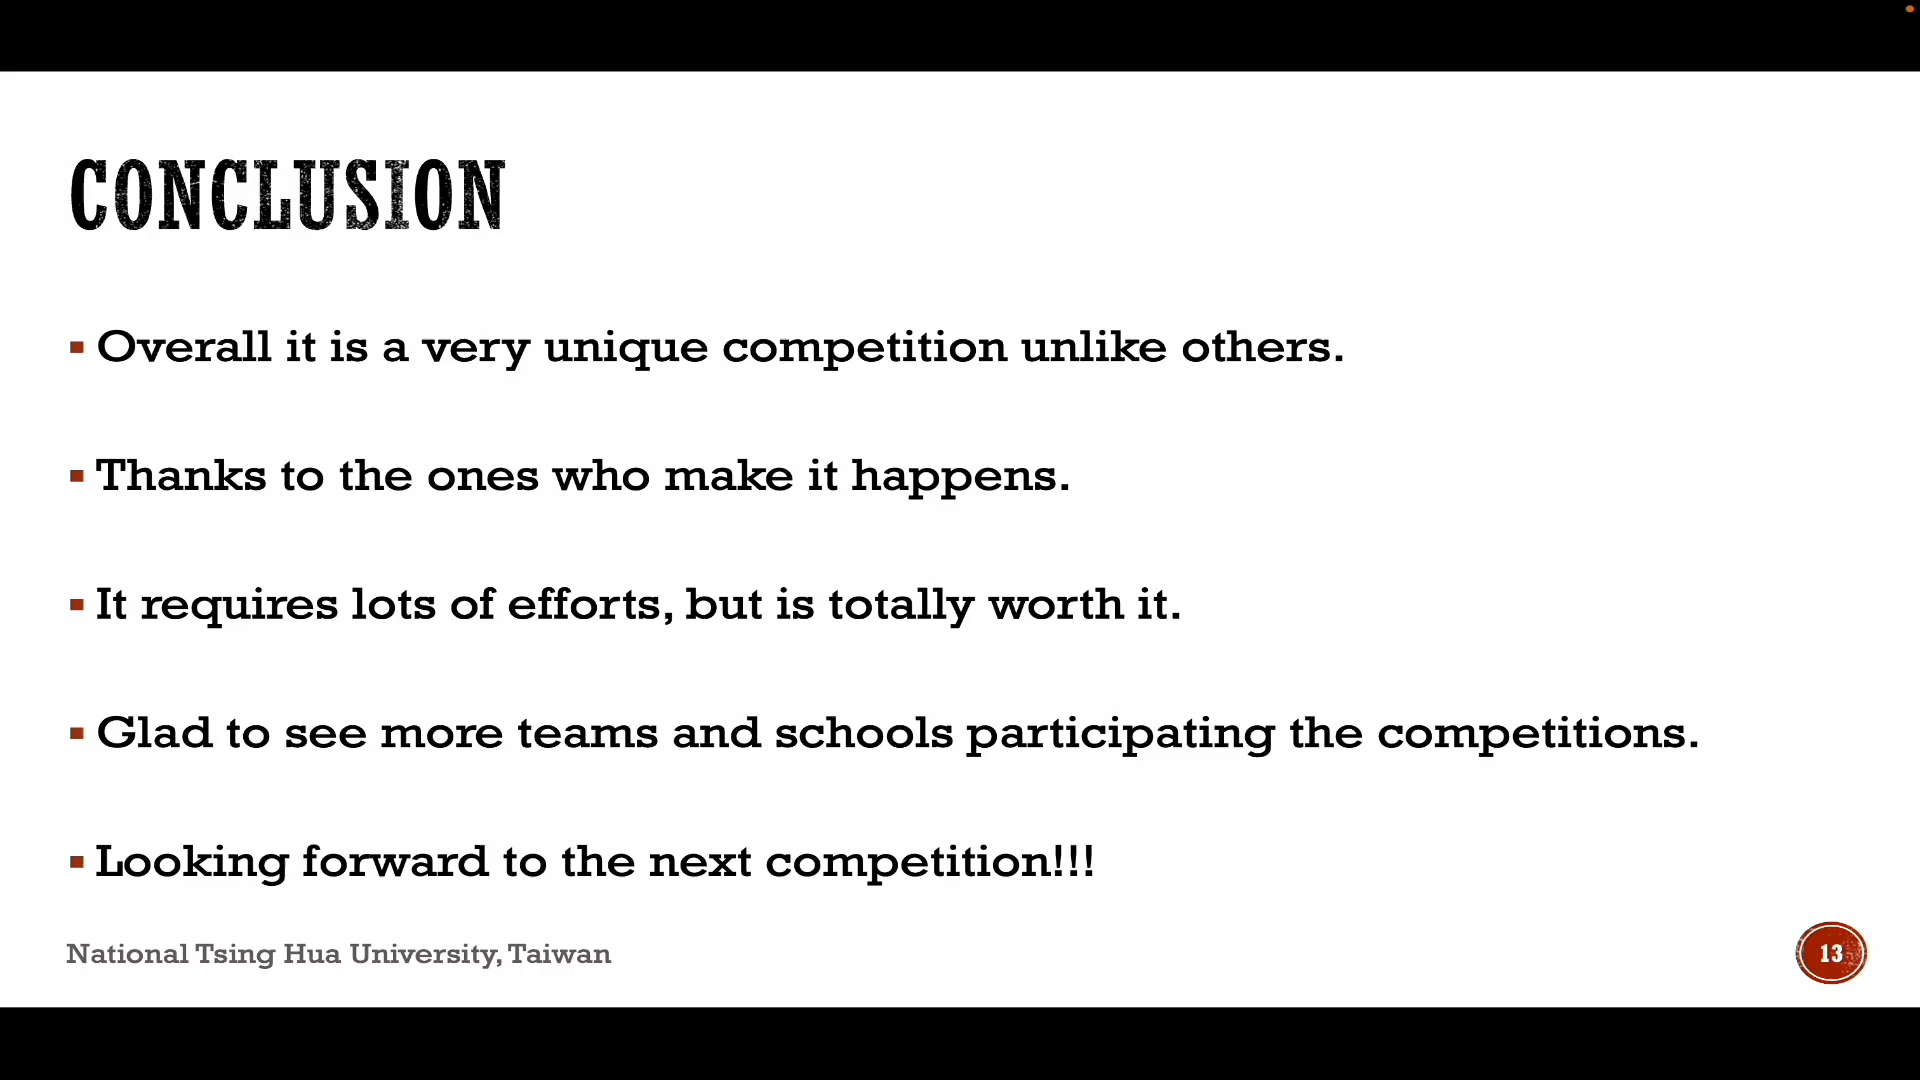 CONCLUSION
▪ Overall it is a very unique competition unlike others.
▪ Thanks to the ones who make it happens.
▪ It requires lots of efforts, but is totally worth it.
▪ Glad to see more teams and schools participating the competitions.
▪ Looking forward to the next competition!!!
National Tsing Hua University, Taiwan
13